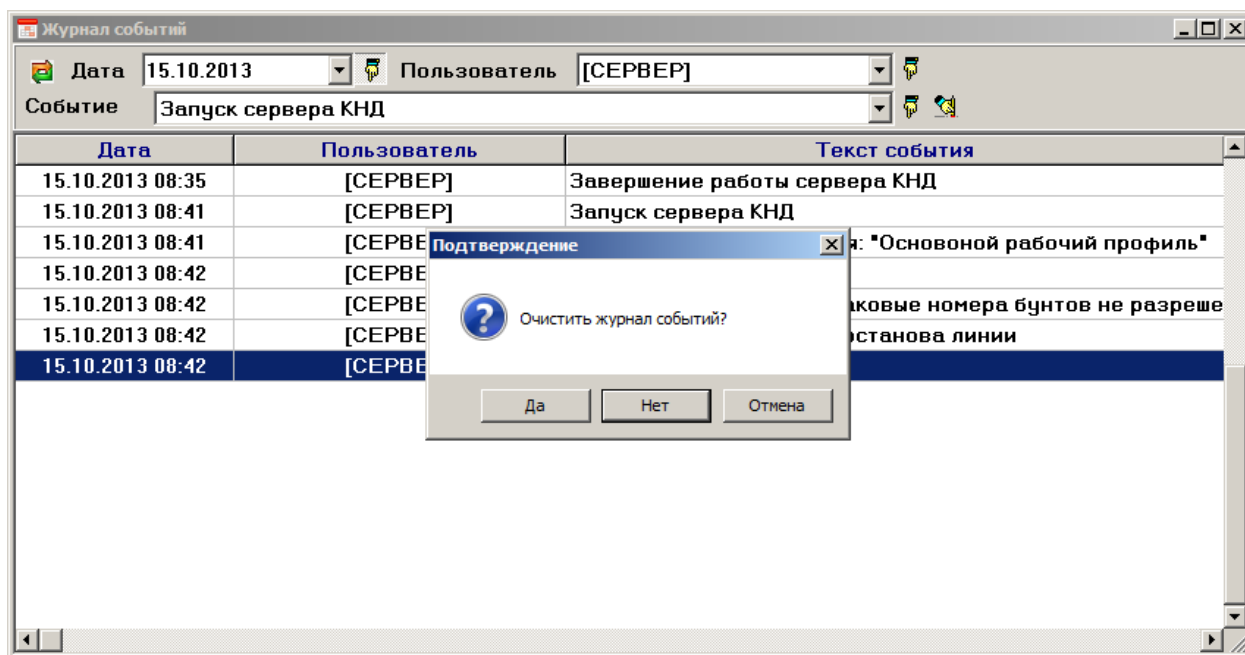 Журнал событий
Дата 15.10.2013 Пользователь [СЕРВЕР]
Событие Запуск сервера КНД
Дата Пользователь Текст события
15.10.2013 08:35 [СЕРВЕР] Завершение работы сервера КНД
15.10.2013 08:41 [СЕРВЕР] Запуск сервера КНД
15.10.2013 08:41 "Основоной рабочий профиль"
15.10.2013 08:42
15.10.2013 08:42 номера бунтов не
15.10.2013 08:42 линии
15.10.2013 08:42
Подтверждение
Очистить журнал событий?
Да Нет Отмена